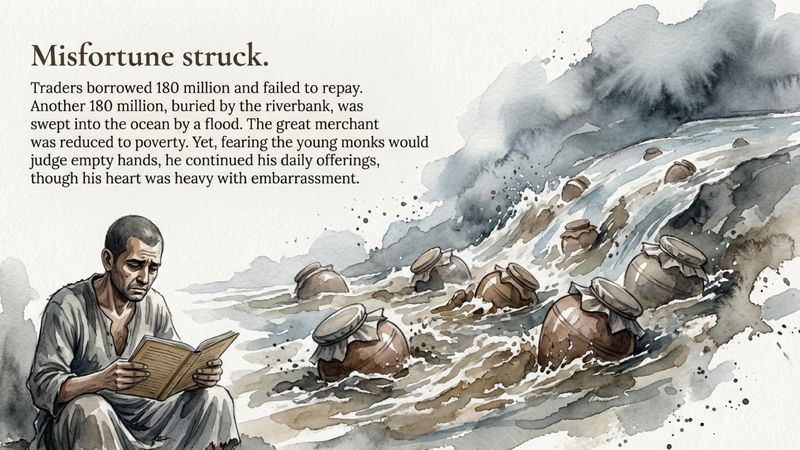 Misfortune struck.
Traders borrowed 180 million and failed to repay.
Another 180 million, buried by the riverbank, was
swept into the ocean by a flood. The great merchant
was reduced to poverty. Yet, fearing the young monks would
judge empty hands, he continued his daily offerings,
though his heart was heavy with embarrassment.